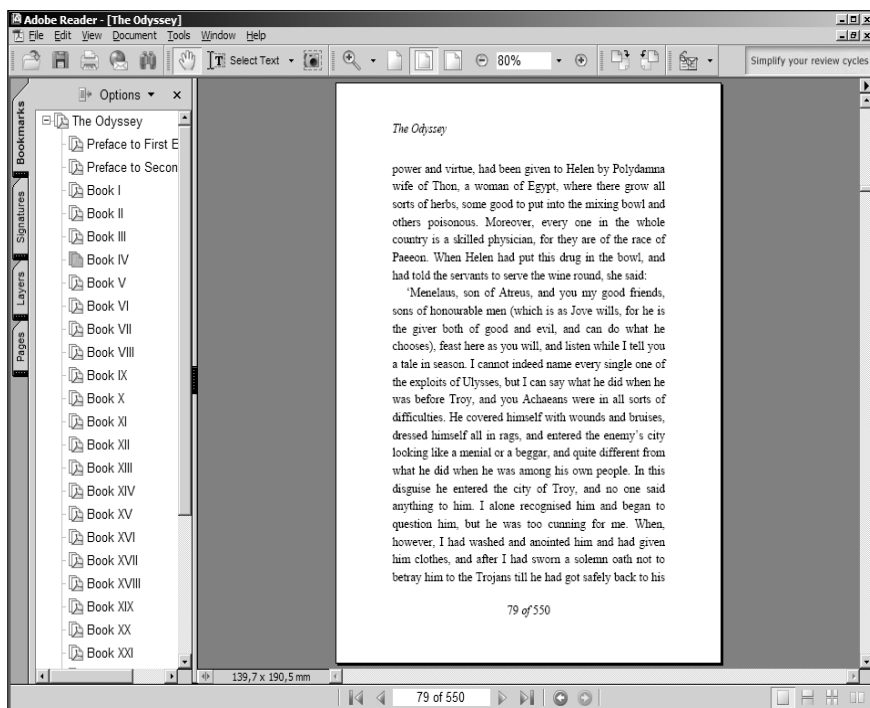 Adobe Reader - [The Odyssey]
File Edit View Document Tools Window Help
Select Text
80%
Simplify your review cycles
Options
Bookmarks
Signatures
Layers
Pages
The Odyssey
Preface to First E
Preface to Secon
Book I
Book II
Book III
Book IV
Book V
Book VI
Book VII
Book VIII
Book IX
Book X
Book XI
Book XII
Book XIII
Book XIV
Book XV
Book XVI
Book XVII
Book XVIII
Book XIX
Book XX
Book XXI
The Odyssey
power and virtue, had been given to Helen by Polydamna
wife of Thon, a woman of Egypt, where there grow all
sorts of herbs, some good to put into the mixing bowl and
others poisonous. Moreover, every one in the whole
country is a skilled physician, for they are of the race of
Paeeon. When Helen had put this drug in the bowl, and
had told the servants to serve the wine round, she said:
‘Menelaus, son of Atreus, and you my good friends,
sons of honourable men (which is as Jove wills, for he is
the giver both of good and evil, and can do what he
chooses), feast here as you will, and listen while I tell you
a tale in season. I cannot indeed name every single one of
the exploits of Ulysses, but I can say what he did when he
was before Troy, and you Achaeans were in all sorts of
difficulties. He covered himself with wounds and bruises,
dressed himself all in rags, and entered the enemy’s city
looking like a menial or a beggar, and quite different from
what he did when he was among his own people. In this
disguise he entered the city of Troy, and no one said
anything to him. I alone recognised him and began to
question him, but he was too cunning for me. When,
however, I had washed and anointed him and had given
him clothes, and after I had sworn a solemn oath not to
betray him to the Trojans till he had got safely back to his
79 of 550
139,7 x 190,5 mm
79 of 550